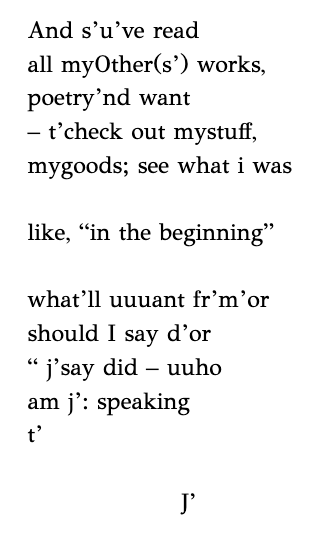 And s’u’ve read
all myOther(s’) works,
poetry’nd want
– t’check out mystuff,
mygoods; see what i was
like, “in the beginning”
what’ll uuuant fr’m’or
should I say d’or
“ j’say did – uuho
am j’: speaking
t’
J’